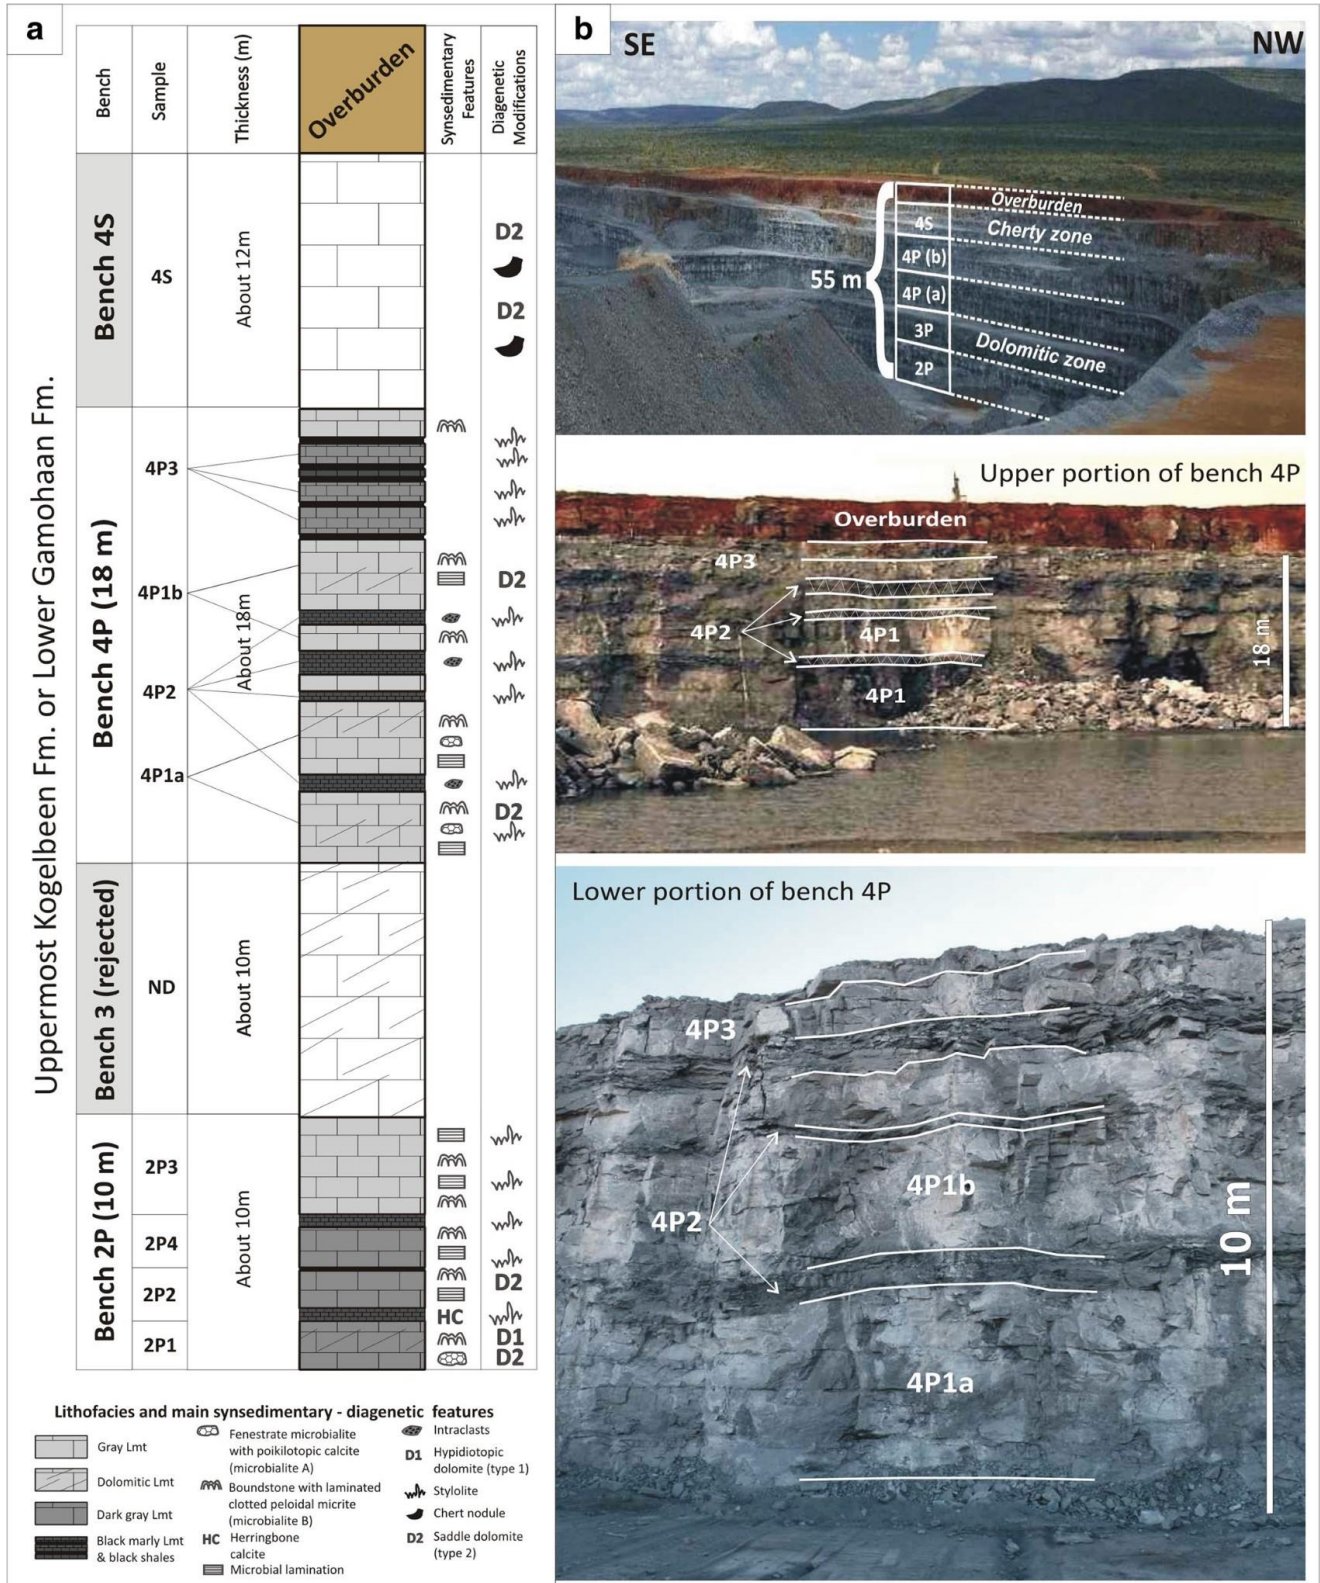 a
Uppermost Kogelbeen Fm. or Lower Gamohaan Fm.
Bench
Sample
Thickness (m)
Overburden
Synsedimentary
Features
Diagenetic
Modifications
Bench 4S
4S
About 12m
D2
D2
Bench 4P (18 m)
4P3
4P1b
4P2
4P1a
About 18m
D2
D2
Bench 3 (rejected)
ND
About 10m
Bench 2P (10 m)
2P3
2P4
2P2
2P1
About 10m
HC
D2
D1
D2
Lithofacies and main synsedimentary - diagenetic features
Gray Lmt
Dolomitic Lmt
Dark gray Lmt
Black marly Lmt
& black shales
Fenestrate microbialite
with poikilotopic calcite
(microbialite A)
Boundstone with laminated
clotted peloidal micrite
(microbialite B)
HC Herringbone
calcite
Microbial lamination
Intraclasts
D1 Hypidiotopic
dolomite (type 1)
Stylolite
Chert nodule
D2 Saddle dolomite
(type 2)
b
SE
NW
55 m
4S
4P (b)
4P (a)
3P
2P
Overburden
Cherty zone
Dolomitic zone
Upper portion of bench 4P
Overburden
4P3
4P2
4P1
4P1
18 m
Lower portion of bench 4P
4P3
4P2
4P1b
4P1a
10 m